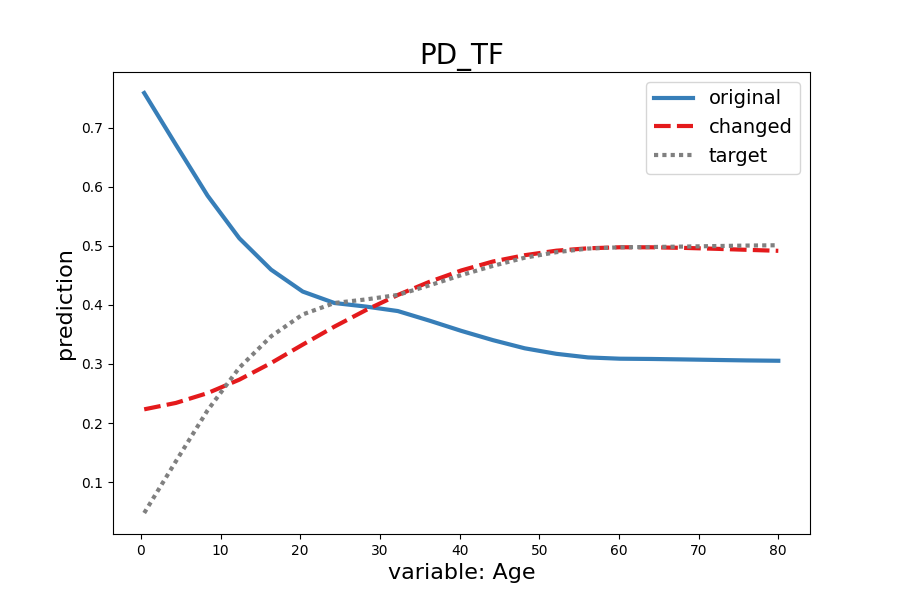 PD_TF
original
changed
target
prediction
0.7
0.6
0.5
0.4
0.3
0.2
0.1
0 10 20 30 40 50 60 70 80
variable: Age